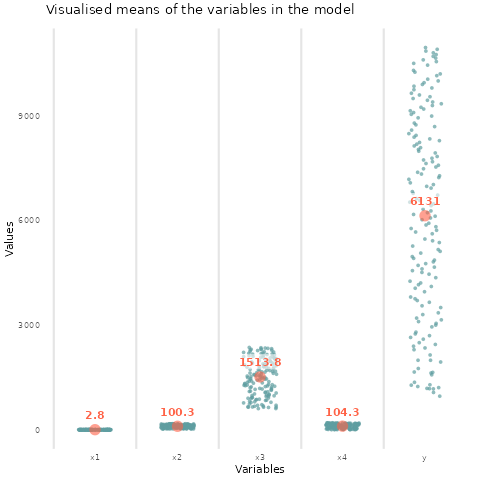 Visualised means of the variables in the model
Values
9000
6000
3000
0
2.8
100.3
1513.8
104.3
6131
x1
x2
x3
x4
y
Variables